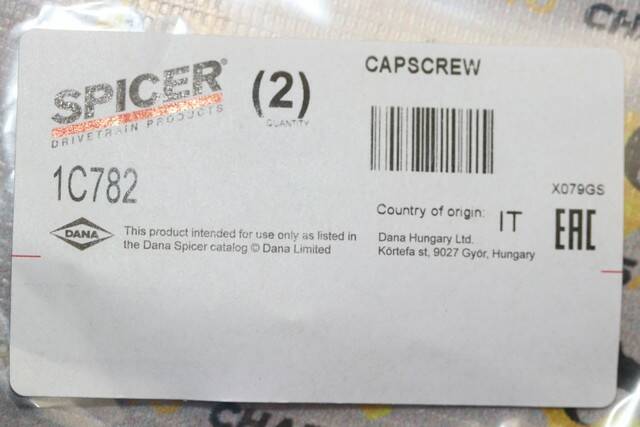 SPICER®
DRIVETRAIN PRODUCTS
(2)
QUANTITY
CAPSCREW
1C782
X079GS
Country of origin: IT
EAC
DANA
This product intended for use only as listed in
the Dana Spicer catalog © Dana Limited
Dana Hungary Ltd.
Körtefa st, 9027 Györ, Hungary